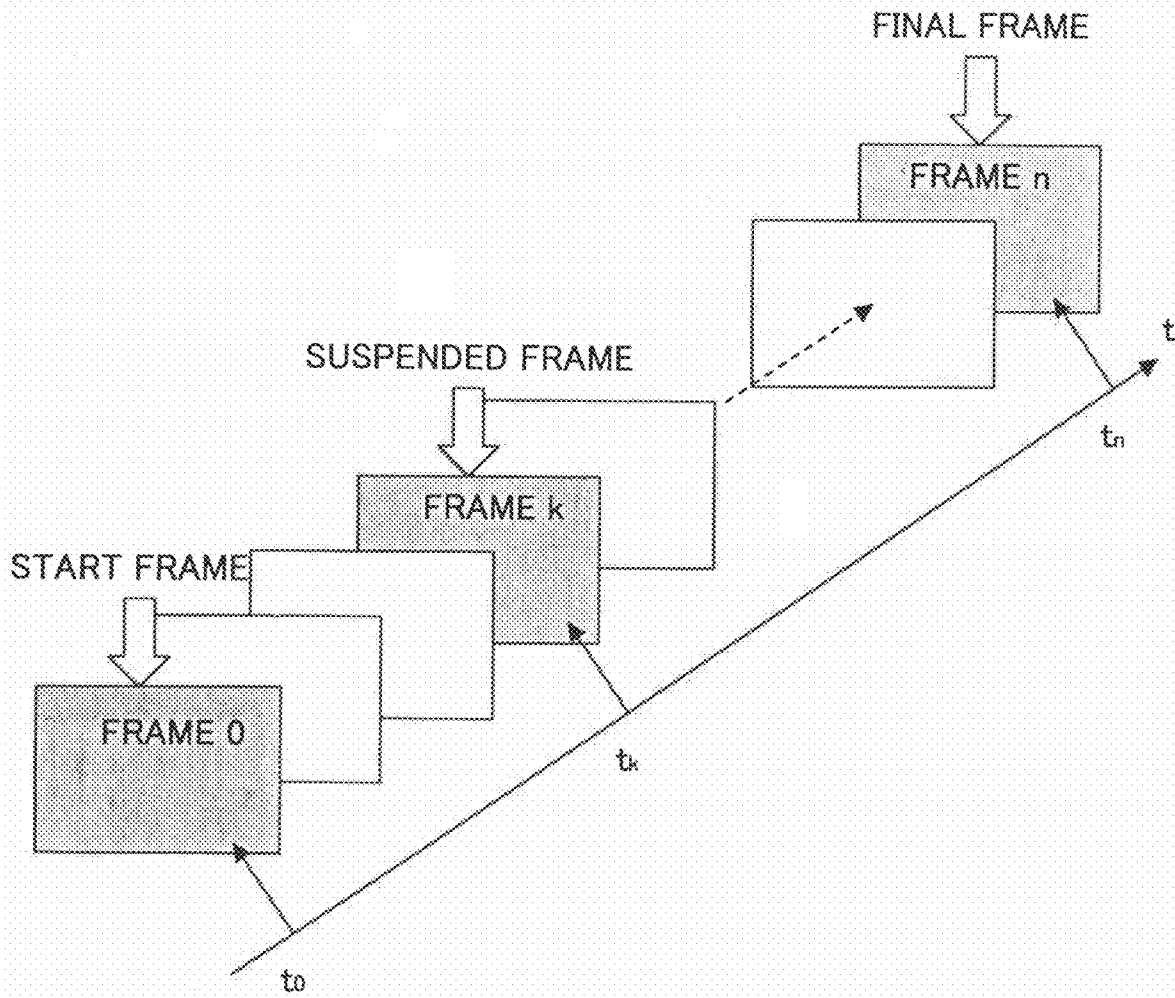 FINAL FRAME
FRAME n
t
SUSPENDED FRAME
tn
FRAME k
START FRAME
FRAME 0
tk
t0